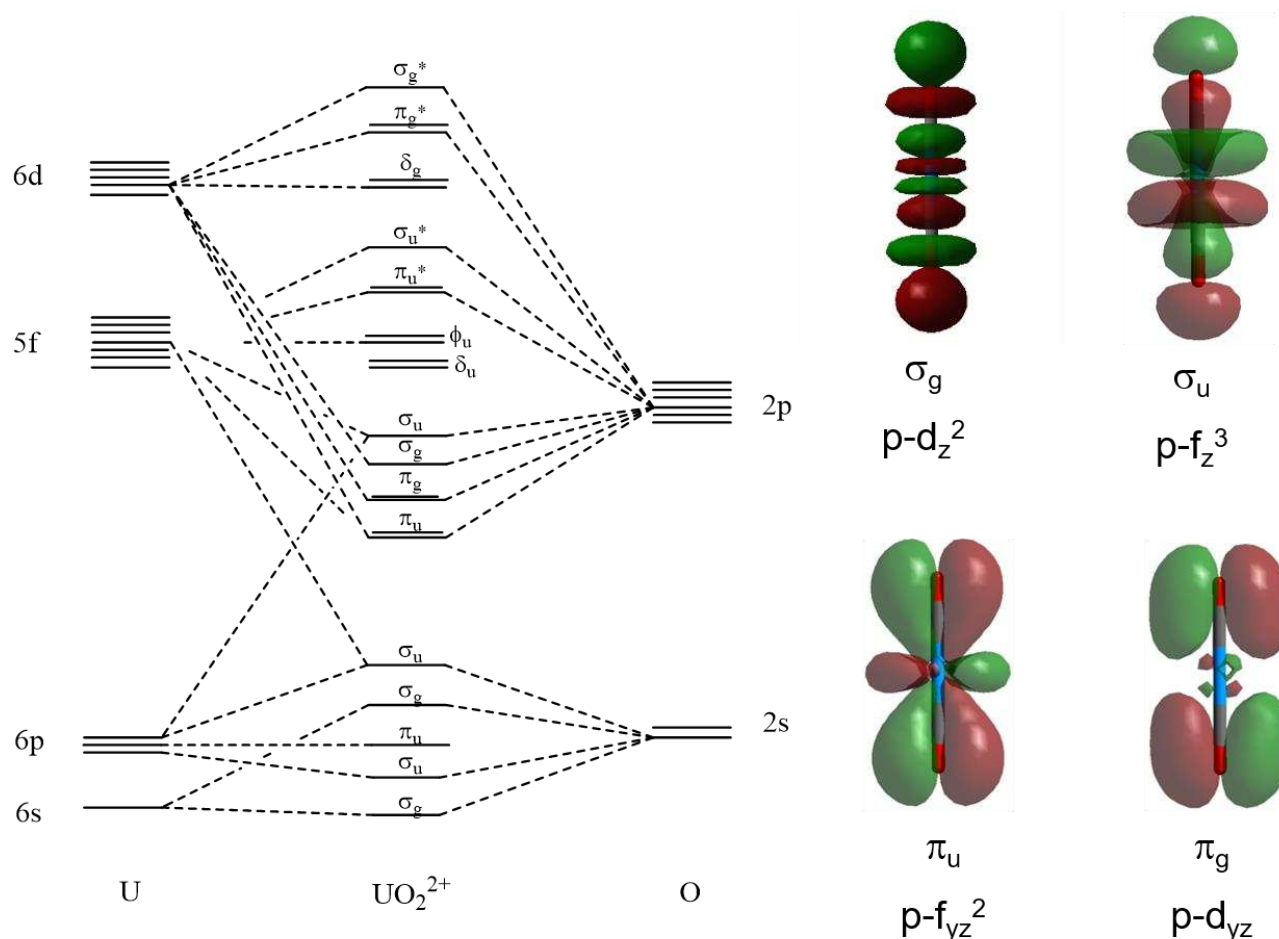 6d
5f
6p
6s
σg*
πg*
δg
σu*
πu*
ϕu
δu
σu
σg
πg
πu
σu
σg
πu
σu
σg
2p
2s
U
UO₂²⁺
O
σg
p-dz²
σu
p-fz³
πu
p-fyz²
πg
p-dyz